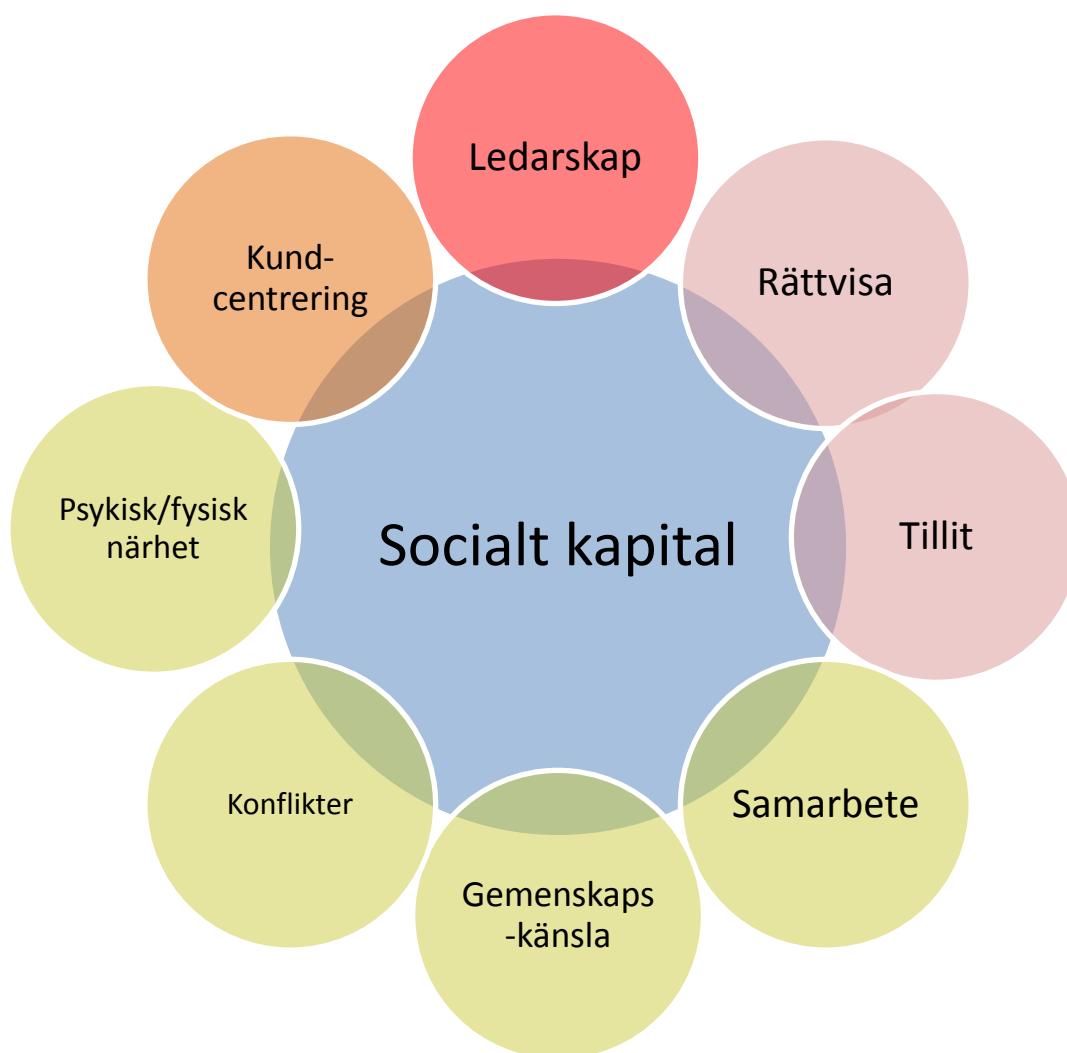 Ledarskap
Kund-
centrering
Rättvisa
Psykisk/fysisk
närhet
Socialt kapital
Tillit
Konflikter
Samarbete
Gemenskaps
-känsla